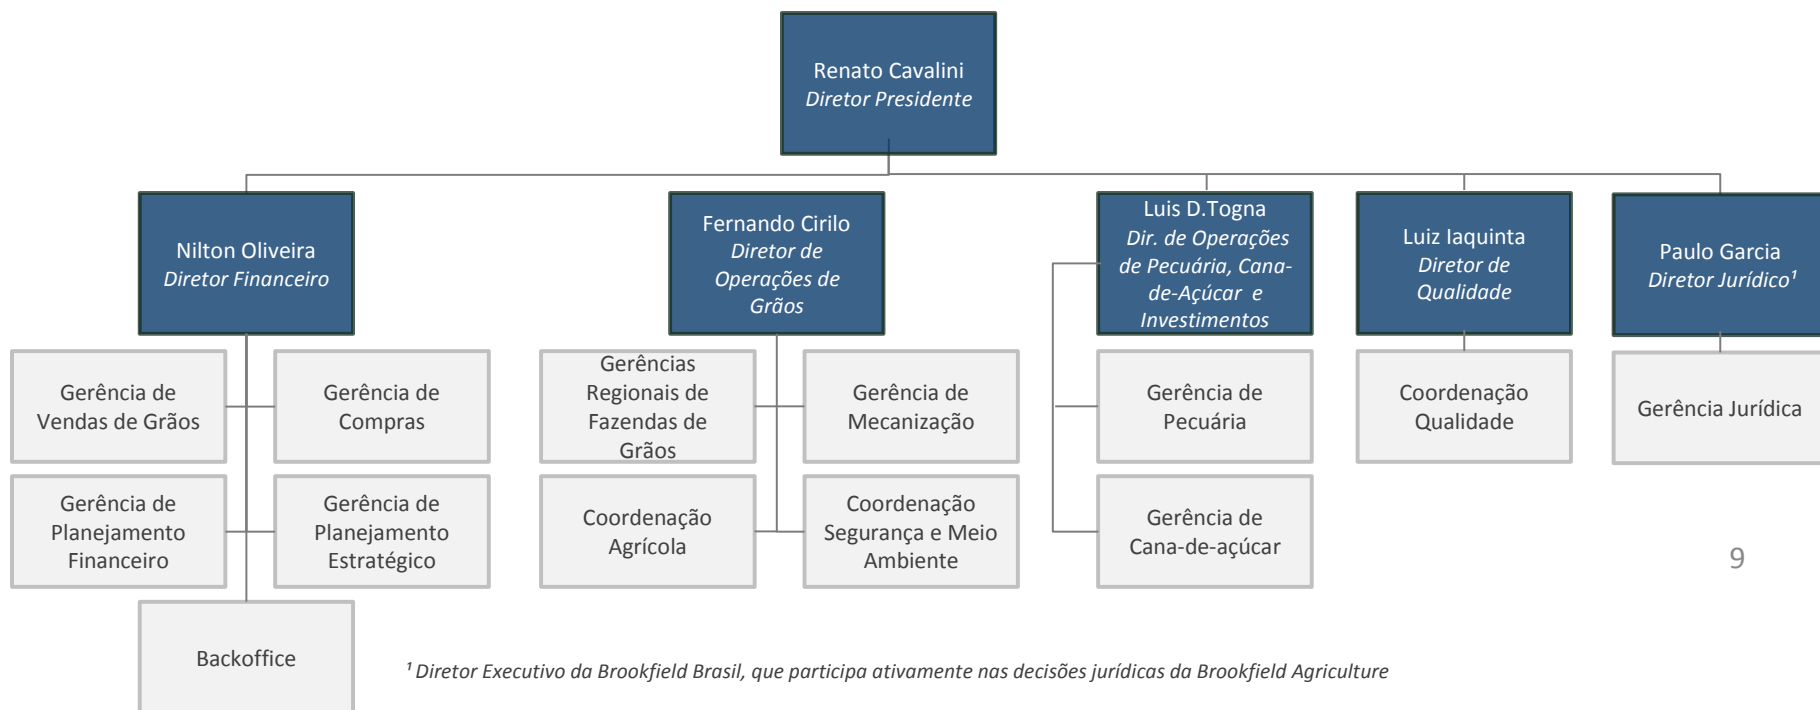 Renato Cavalini
Diretor Presidente
Nilton Oliveira
Diretor Financeiro
Fernando Cirilo
Diretor de
Operações de
Grãos
Luis D.Togna
Dir. de Operações
de Pecuária, Cana-
de-Açúcar e
Investimentos
Luiz Iaquinta
Diretor de
Qualidade
Paulo Garcia
Diretor Jurídico¹
Gerência de
Vendas de Grãos
Gerência de
Compras
Gerências
Regionais de
Fazendas de
Grãos
Gerência de
Mecanização
Gerência de
Pecuária
Coordenação
Qualidade
Gerência Jurídica
Gerência de
Planejamento
Financeiro
Gerência de
Planejamento
Estratégico
Coordenação
Agrícola
Coordenação
Segurança e Meio
Ambiente
Gerência de
Cana-de-açúcar
9
Backoffice
¹ Diretor Executivo da Brookfield Brasil, que participa ativamente nas decisões jurídicas da Brookfield Agriculture